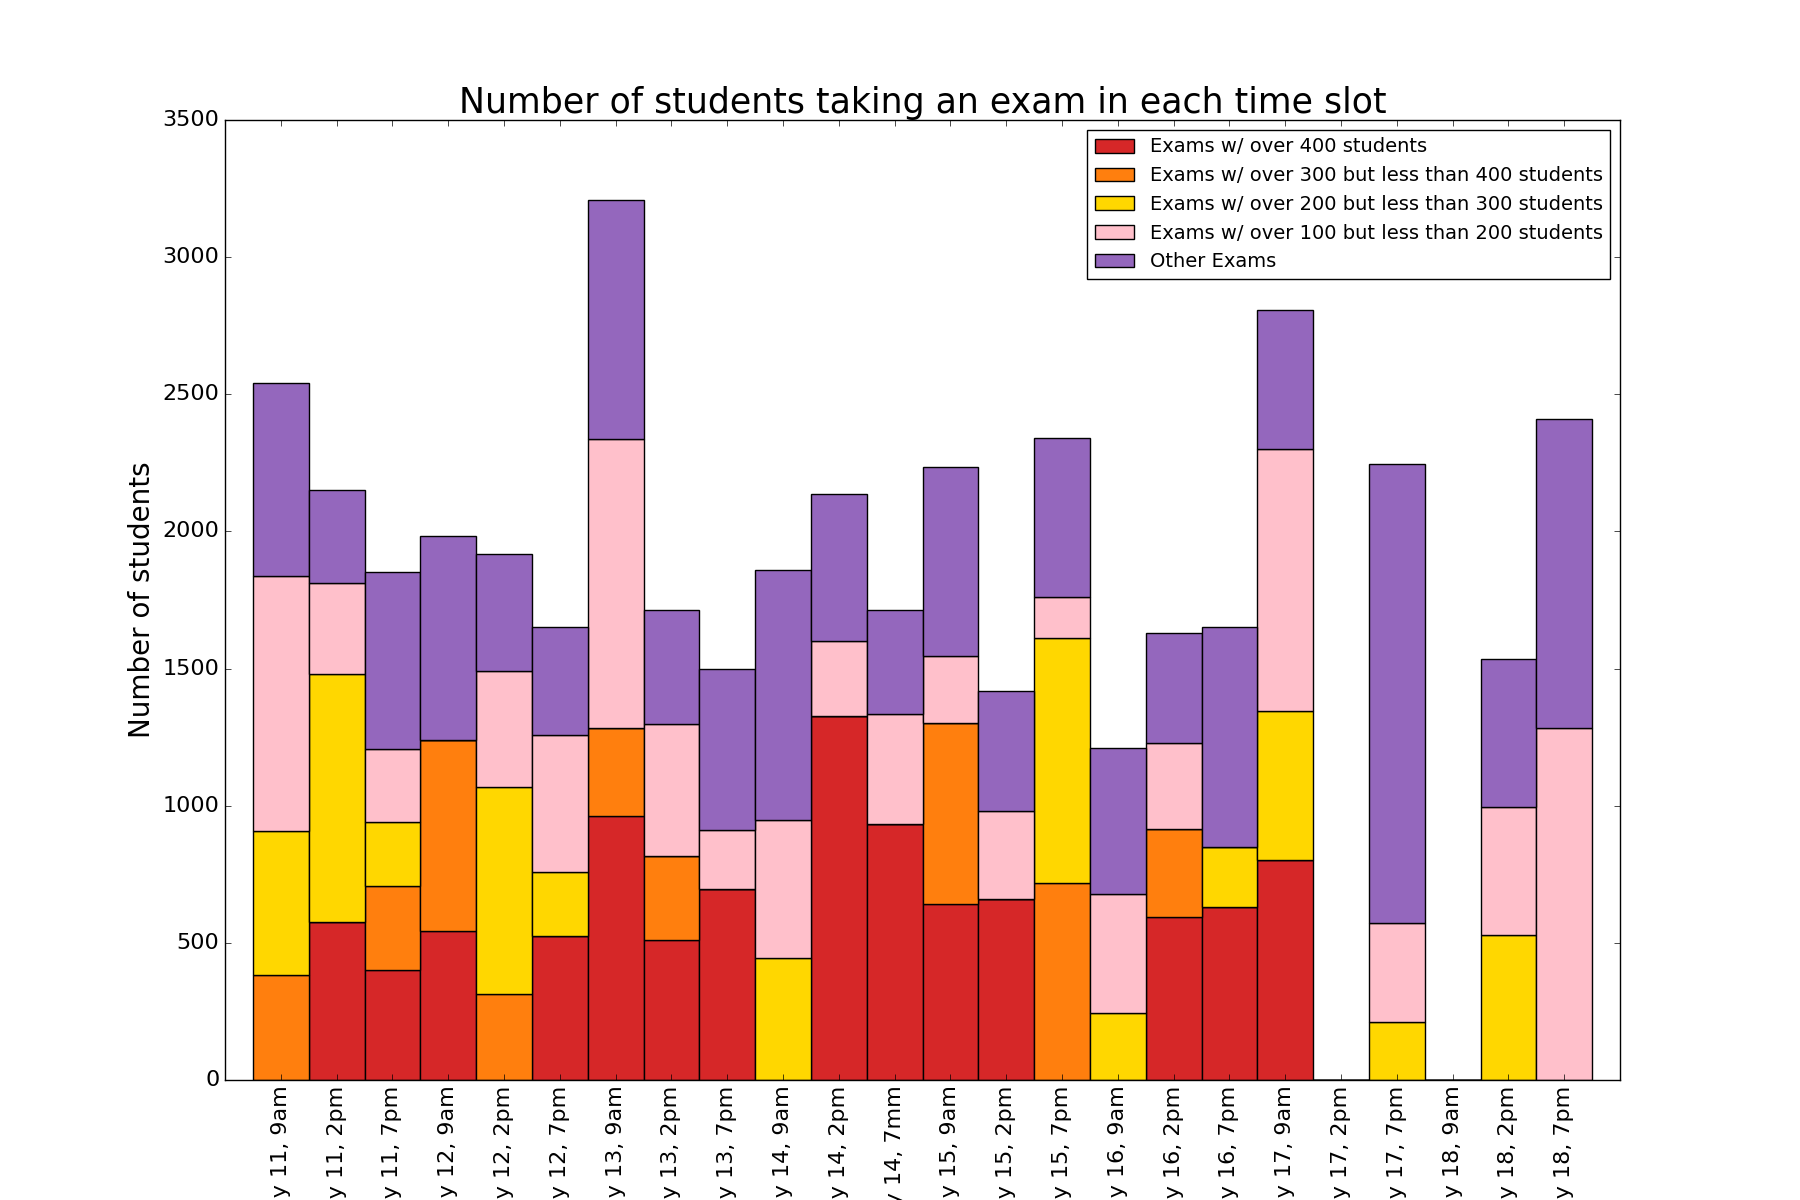 Number of students taking an exam in each time slot
Exams w/ over 400 students
Exams w/ over 300 but less than 400 students
Exams w/ over 200 but less than 300 students
Exams w/ over 100 but less than 200 students
Other Exams
Number of students
3500
3000
2500
2000
1500
1000
500
0
y 11, 9am
y 11, 2pm
y 11, 7pm
y 12, 9am
y 12, 2pm
y 12, 7pm
y 13, 9am
y 13, 2pm
y 13, 7pm
y 14, 9am
y 14, 2pm
y 14, 7mm
y 15, 9am
y 15, 2pm
y 15, 7pm
y 16, 9am
y 16, 2pm
y 16, 7pm
y 17, 9am
y 17, 2pm
y 17, 7pm
y 18, 9am
y 18, 2pm
y 18, 7pm